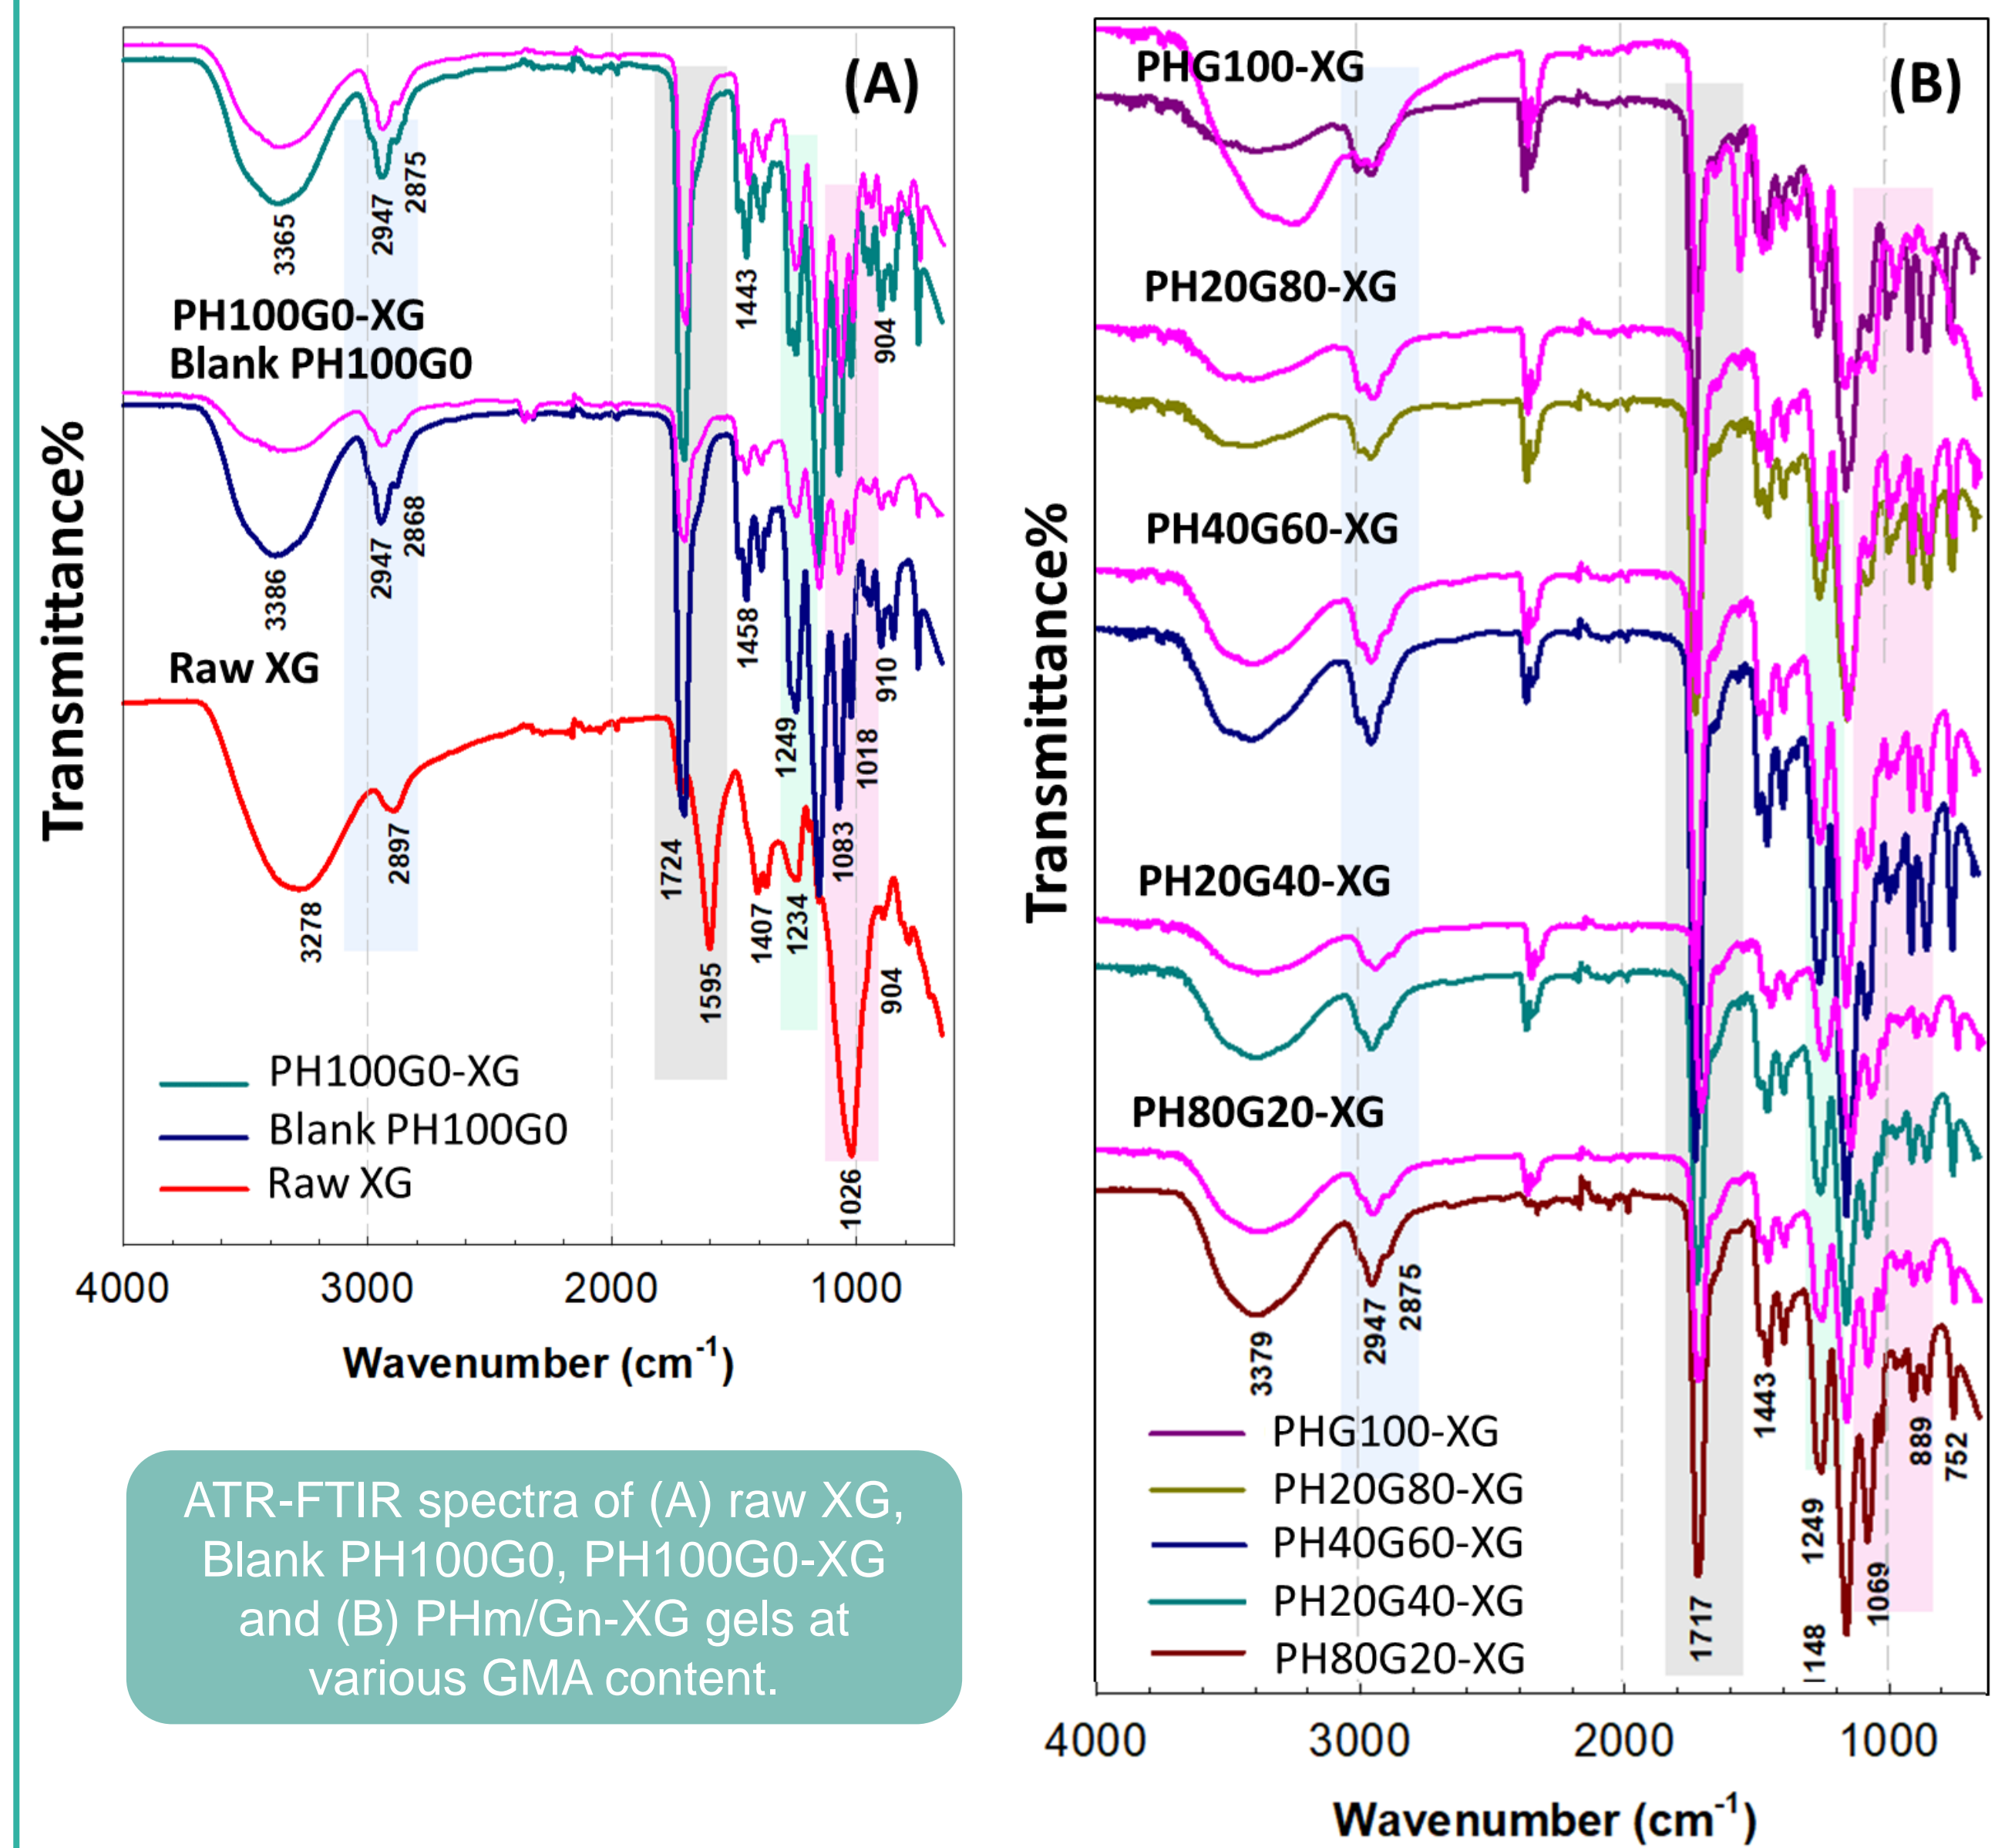 (A)
3365
2947
2875
1443
904
PH100G0-XG
Blank PH100G0
3386
2947
2868
1458
1249
1018
910
Raw XG
3278
2897
1724
1595
1407
1234
1083
904
1026
PH100G0-XG
Blank PH100G0
Raw XG
Transmittance%
4000 3000 2000 1000
Wavenumber (cm-1)
ATR-FTIR spectra of (A) raw XG,
Blank PH100G0, PH100G0-XG
and (B) PHm/Gn-XG gels at
various GMA content.
(B)
PHG100-XG
PH20G80-XG
PH40G60-XG
PH20G40-XG
PH80G20-XG
3379
2947
2875
1717
1443
1249
1148
1069
889
752
PHG100-XG
PH20G80-XG
PH40G60-XG
PH20G40-XG
PH80G20-XG
Transmittance%
4000 3000 2000 1000
Wavenumber (cm-1)